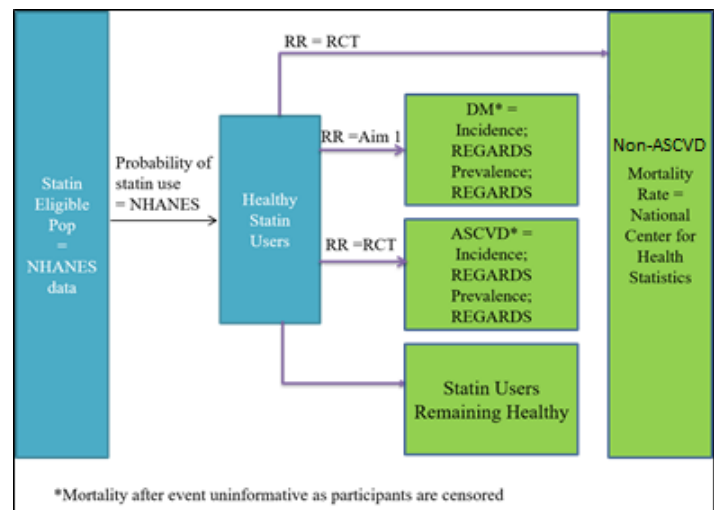 RR = RCT
Statin
Eligible
Pop
=
NHANES
data
Probability of
statin use
= NHANES
Healthy
Statin
Users
RR =Aim 1
DM* =
Incidence;
REGARDS
Prevalence;
REGARDS
RR =RCT
ASCVD* =
Incidence;
REGARDS
Prevalence;
REGARDS
Statin Users
Remaining Healthy
Non-ASCVD
Mortality
Rate =
National
Center for
Health
Statistics
*Mortality after event uninformative as participants are censored